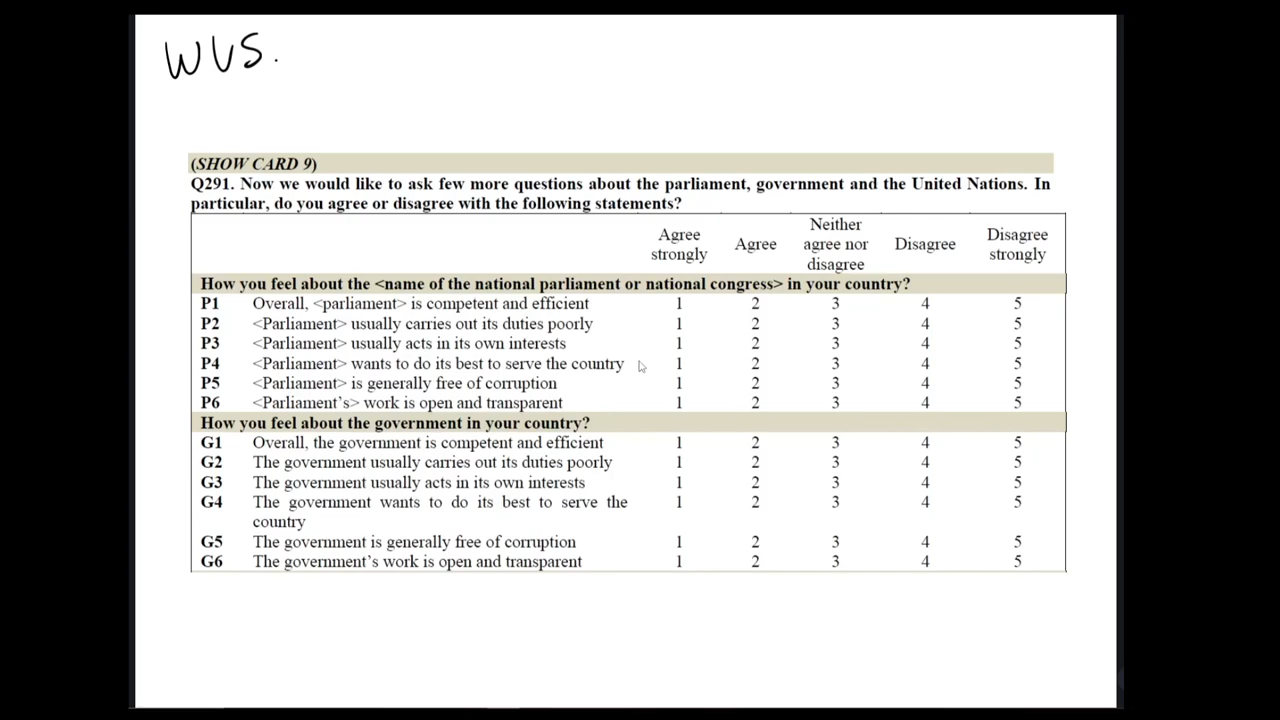 WVS.
(SHOW CARD 9)
Q291. Now we would like to ask few more questions about the parliament, government and the United Nations. In
particular, do you agree or disagree with the following statements?
Agree strongly Agree Neither agree nor disagree Disagree Disagree strongly
How you feel about the <name of the national parliament or national congress> in your country?
P1 Overall, <parliament> is competent and efficient 1 2 3 4 5
P2 <Parliament> usually carries out its duties poorly 1 2 3 4 5
P3 <Parliament> usually acts in its own interests 1 2 3 4 5
P4 <Parliament> wants to do its best to serve the country 1 2 3 4 5
P5 <Parliament> is generally free of corruption 1 2 3 4 5
P6 <Parliament's> work is open and transparent 1 2 3 4 5
How you feel about the government in your country?
G1 Overall, the government is competent and efficient 1 2 3 4 5
G2 The government usually carries out its duties poorly 1 2 3 4 5
G3 The government usually acts in its own interests 1 2 3 4 5
G4 The government wants to do its best to serve the 1 2 3 4 5
country
G5 The government is generally free of corruption 1 2 3 4 5
G6 The government's work is open and transparent 1 2 3 4 5